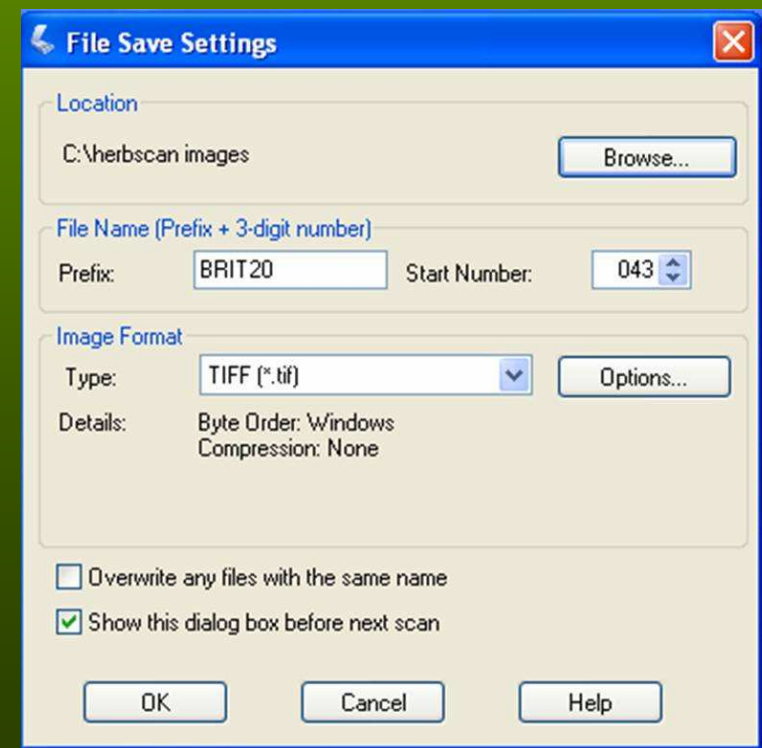 File Save Settings
Location
C:\herbscan images
Browse...
File Name (Prefix + 3-digit number)
Prefix: BRIT20 Start Number: 043
Image Format
Type: TIFF (*.tif) Options...
Details: Byte Order: Windows
Compression: None
Overwrite any files with the same name
Show this dialog box before next scan
OK Cancel Help